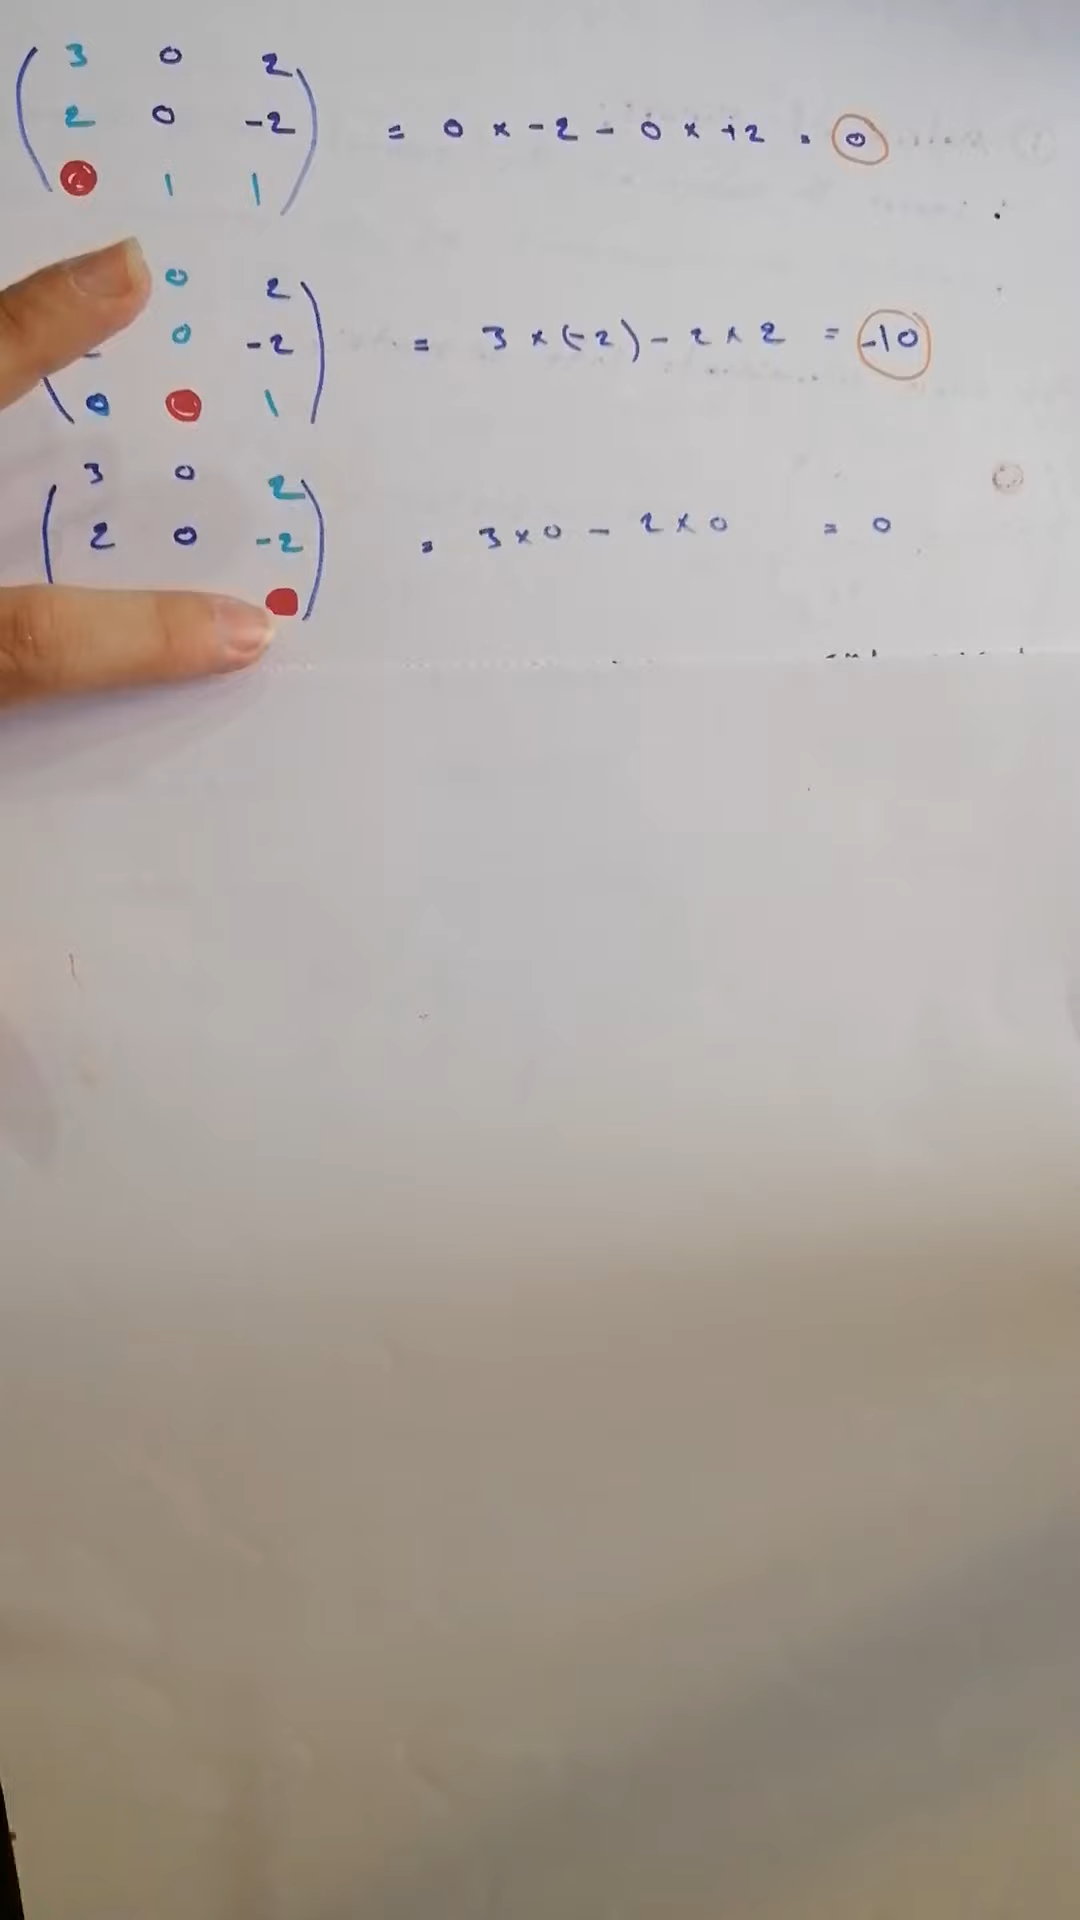 3 0 2
2 0 -2 = 0 × -2 - 0 × +2 = 0
1 1
0 2
0 -2 = 3 × (-2) - 2 × 2 = -10
0 1
3 0 2
2 0 -2 = 3 × 0 - 2 × 0 = 0